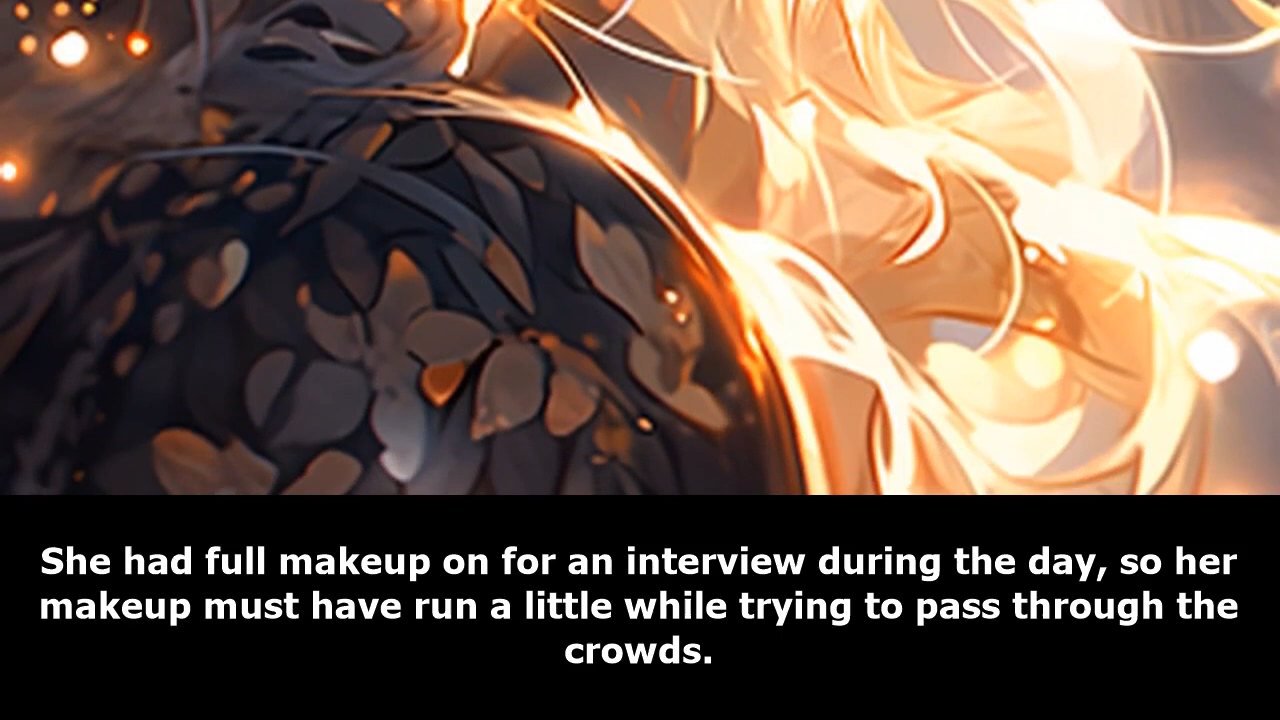 She had full makeup on for an interview during the day, so her
makeup must have run a little while trying to pass through the
crowds.